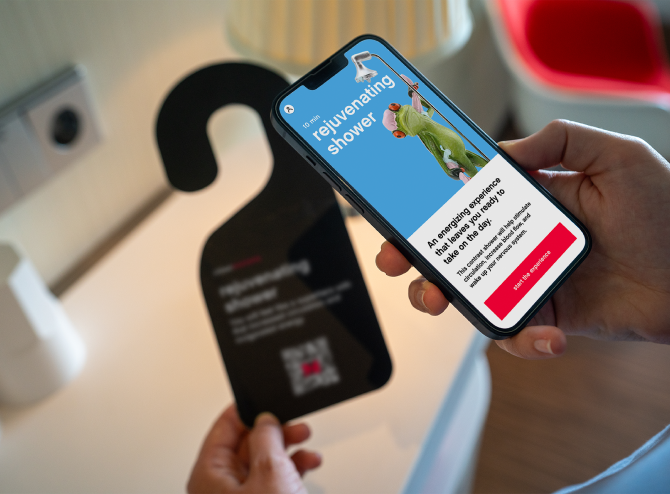 10 min
rejuvenating
shower
An energizing experience
that leaves you ready to
take on the day.
This contrast shower will help stimulate
circulation, increase blood flow, and
wake up your nervous system.
start the experience
rejuvenating
shower